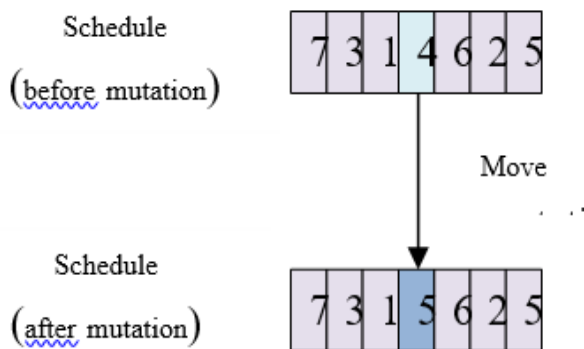 Schedule
7 3 1 4 6 2 5
(before mutation)
Move
Schedule
7 3 1 5 6 2 5
(after mutation)